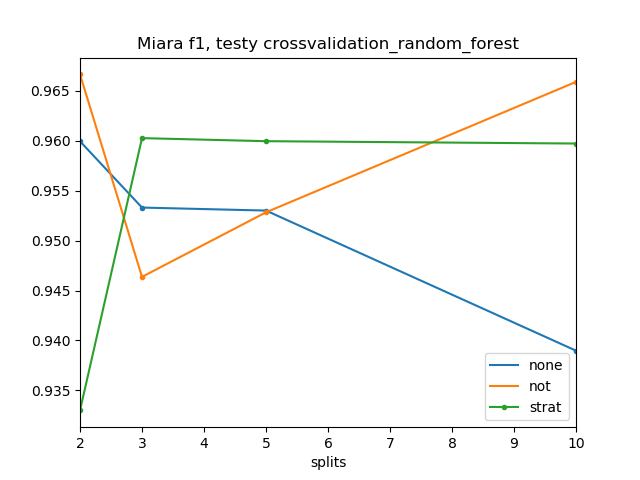 Miara f1, testy crossvalidation_random_forest
0.965
0.960
0.955
0.950
0.945
0.940
0.935
2 3 4 5 6 7 8 9 10
splits
none
not
strat